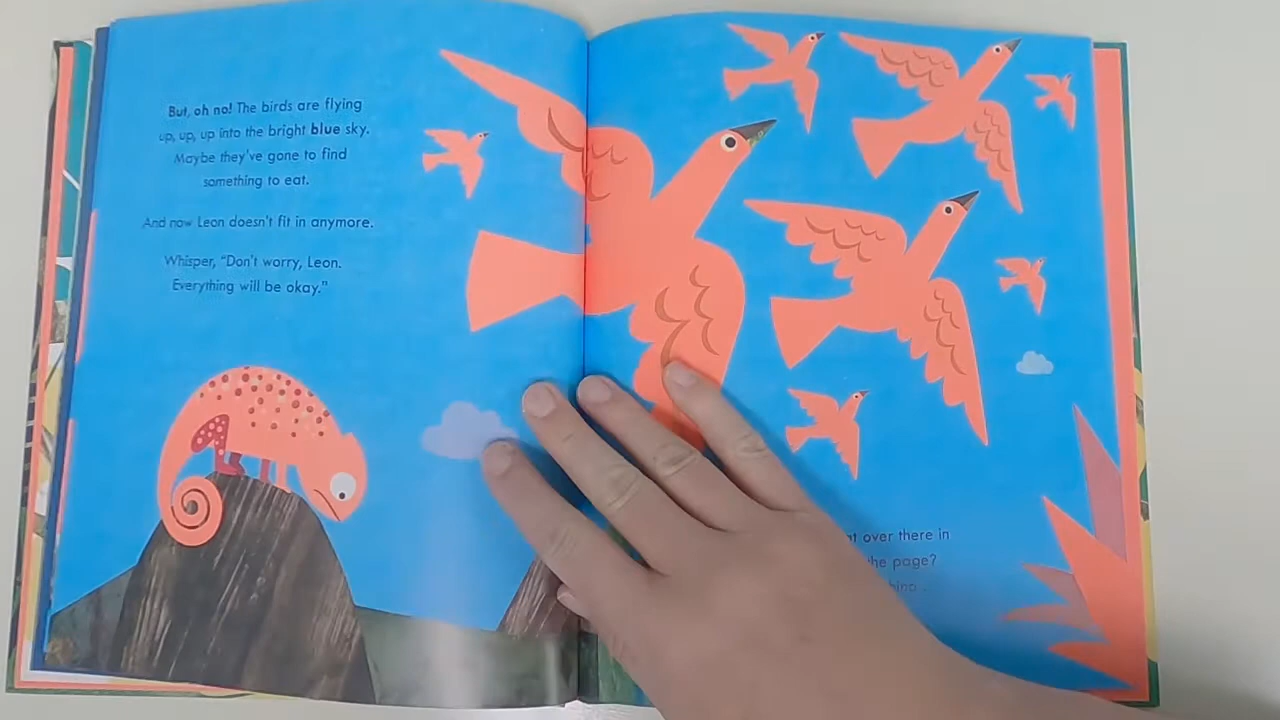 But, oh no! The birds are flying
up, up, up into the bright blue sky.
Maybe they've gone to find
something to eat.
And now Leon doesn't fit in anymore.
Whisper, "Don't worry, Leon.
Everything will be okay."
over there in
the page?